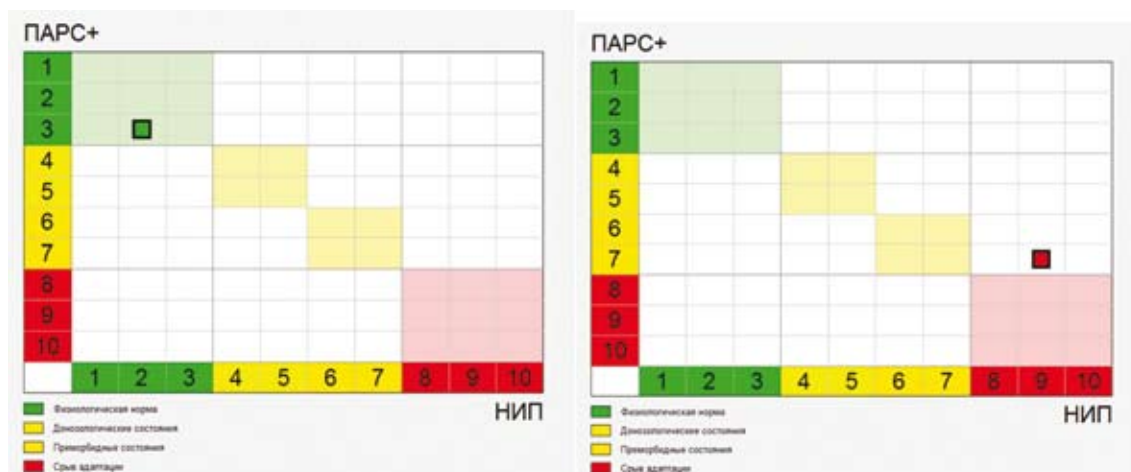 ПАРС+
1
2
3
4
5
6
7
8
9
10
1 2 3 4 5 6 7 8 9 10
НИП
Физиологическая норма
Донозологические состояния
Преморбидные состояния
Срыв адаптации
ПАРС+
1
2
3
4
5
6
7
8
9
10
1 2 3 4 5 6 7 8 9 10
НИП
Физиологическая норма
Донозологические состояния
Преморбидные состояния
Срыв адаптации